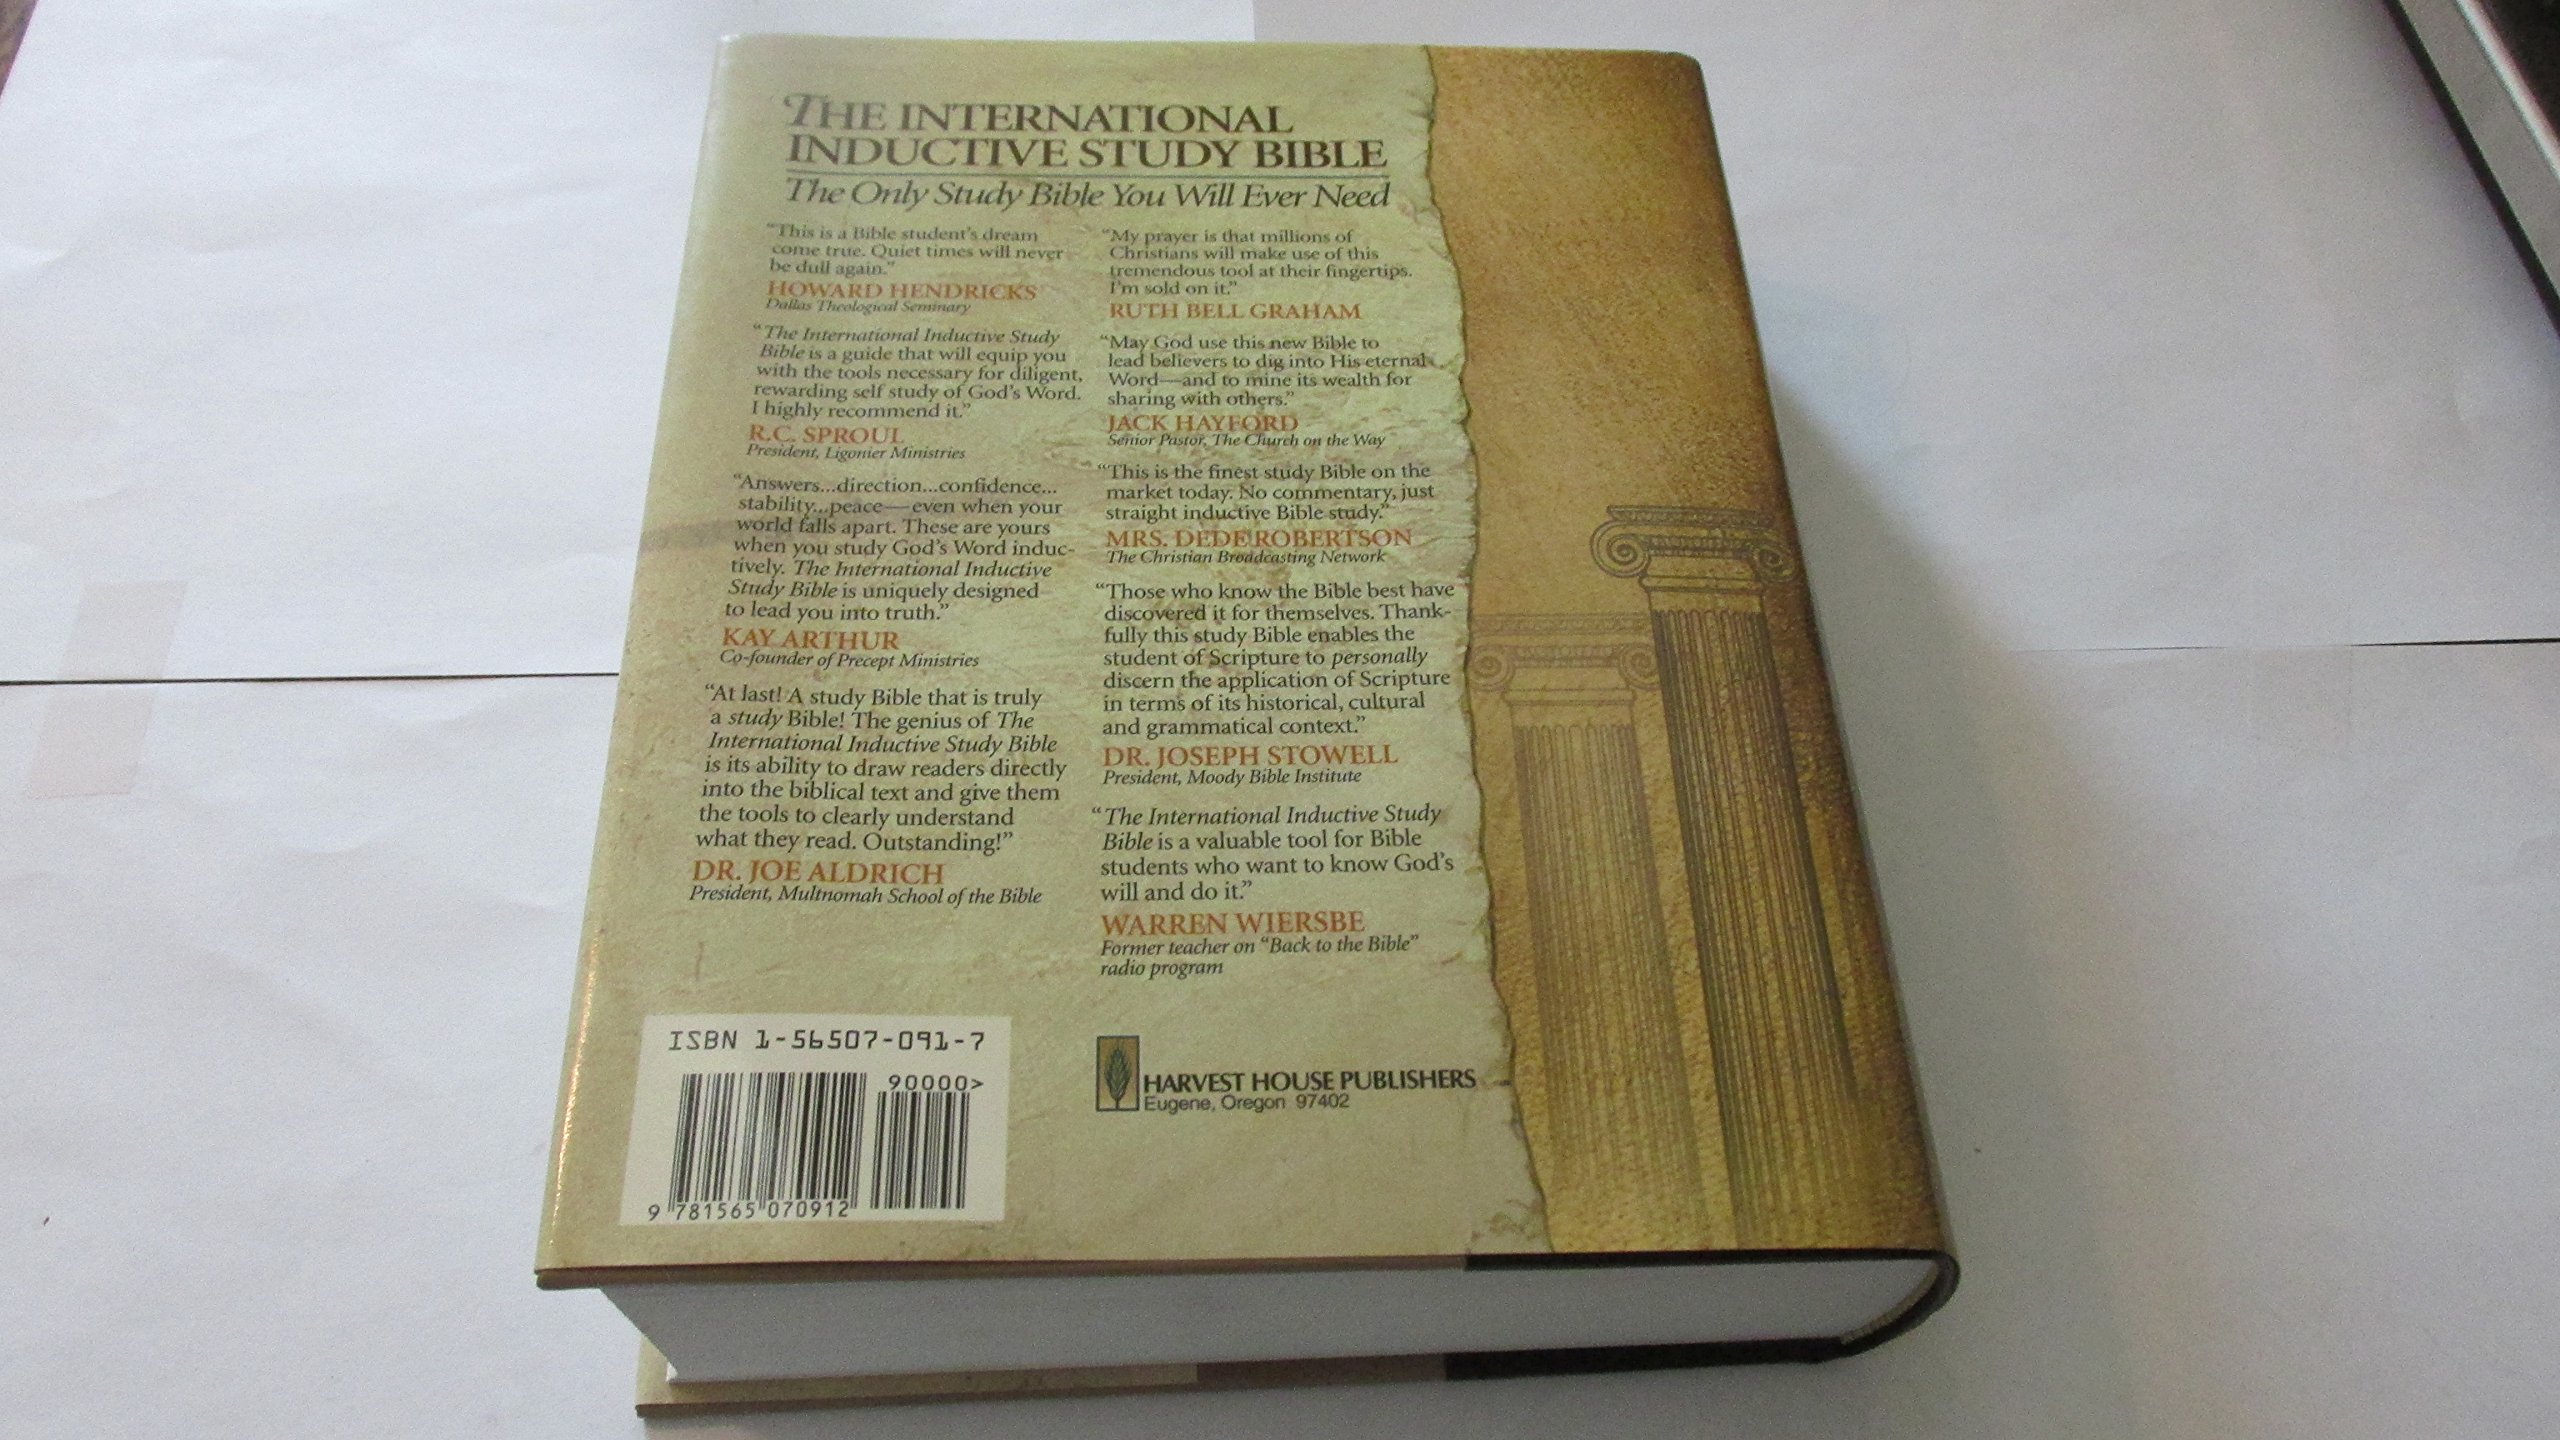 THE INTERNATIONAL
INDUCTIVE STUDY BIBLE
The Only Study Bible You Will Ever Need
"This is a Bible student's dream
come true. Quiet times will never
be dull again."
HOWARD HENDRICKS
Dallas Theological Seminary
"The International Inductive Study
Bible is a guide that will equip you
with the tools necessary for diligent,
rewarding self study of God's Word.
I highly recommend it."
R.C. SPROUL
President, Ligonier Ministries
"Answers...direction...confidence...
stability...peace—even when your
world falls apart. These are yours
when you study God's Word induc-
tively. The International Inductive
Study Bible is uniquely designed
to lead you into truth."
KAY ARTHUR
Co-founder of Precept Ministries
"At last! A study Bible that is truly
a study Bible! The genius of The
International Inductive Study Bible
is its ability to draw readers directly
into the biblical text and give them
the tools to clearly understand
what they read. Outstanding!"
DR. JOE ALDRICH
President, Multnomah School of the Bible
"My prayer is that millions of
Christians will make use of this
tremendous tool at their fingertips.
I'm sold on it."
RUTH BELL GRAHAM
"May God use this new Bible to
lead believers to dig into His eternal
Word—and to mine its wealth for
sharing with others."
JACK HAYFORD
Senior Pastor, The Church on the Way
"This is the finest study Bible on the
market today. No commentary, just
straight inductive Bible study."
MRS. DEDE ROBERTSON
The Christian Broadcasting Network
"Those who know the Bible best have
discovered it for themselves. Thank-
fully this study Bible enables the
student of Scripture to personally
discern the application of Scripture
in terms of its historical, cultural
and grammatical context."
DR. JOSEPH STOWELL
President, Moody Bible Institute
"The International Inductive Study
Bible is a valuable tool for Bible
students who want to know God's
will and do it."
WARREN WIERSBE
Former teacher on "Back to the Bible"
radio program
ISBN 1-56507-091-7
90000>
9 781565 070912
HARVEST HOUSE PUBLISHERS
Eugene, Oregon 97402